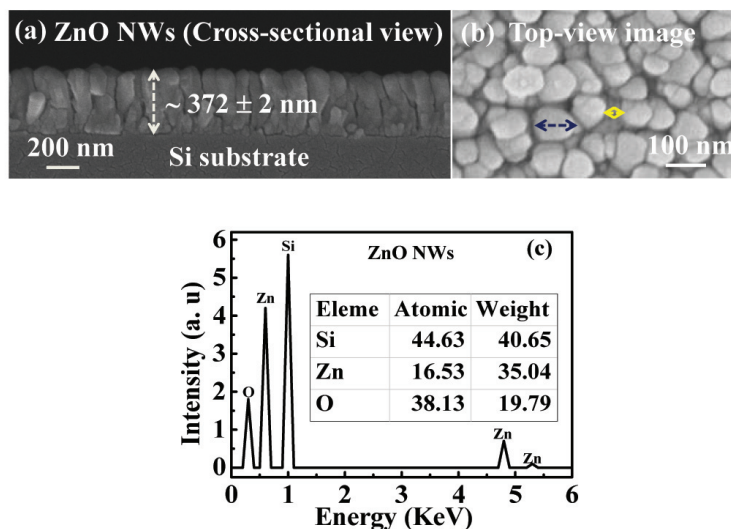 (a) ZnO NWs (Cross-sectional view)
~ 372 ± 2 nm
200 nm
Si substrate
(b) Top-view image
100 nm
(c)
ZnO NWs
Intensity (a. u)
6
5
4
3
2
1
0
O
Zn
Si
Zn
Zn
Eleme Atomic Weight
Si 44.63 40.65
Zn 16.53 35.04
O 38.13 19.79
0 1 2 3 4 5 6
Energy (KeV)